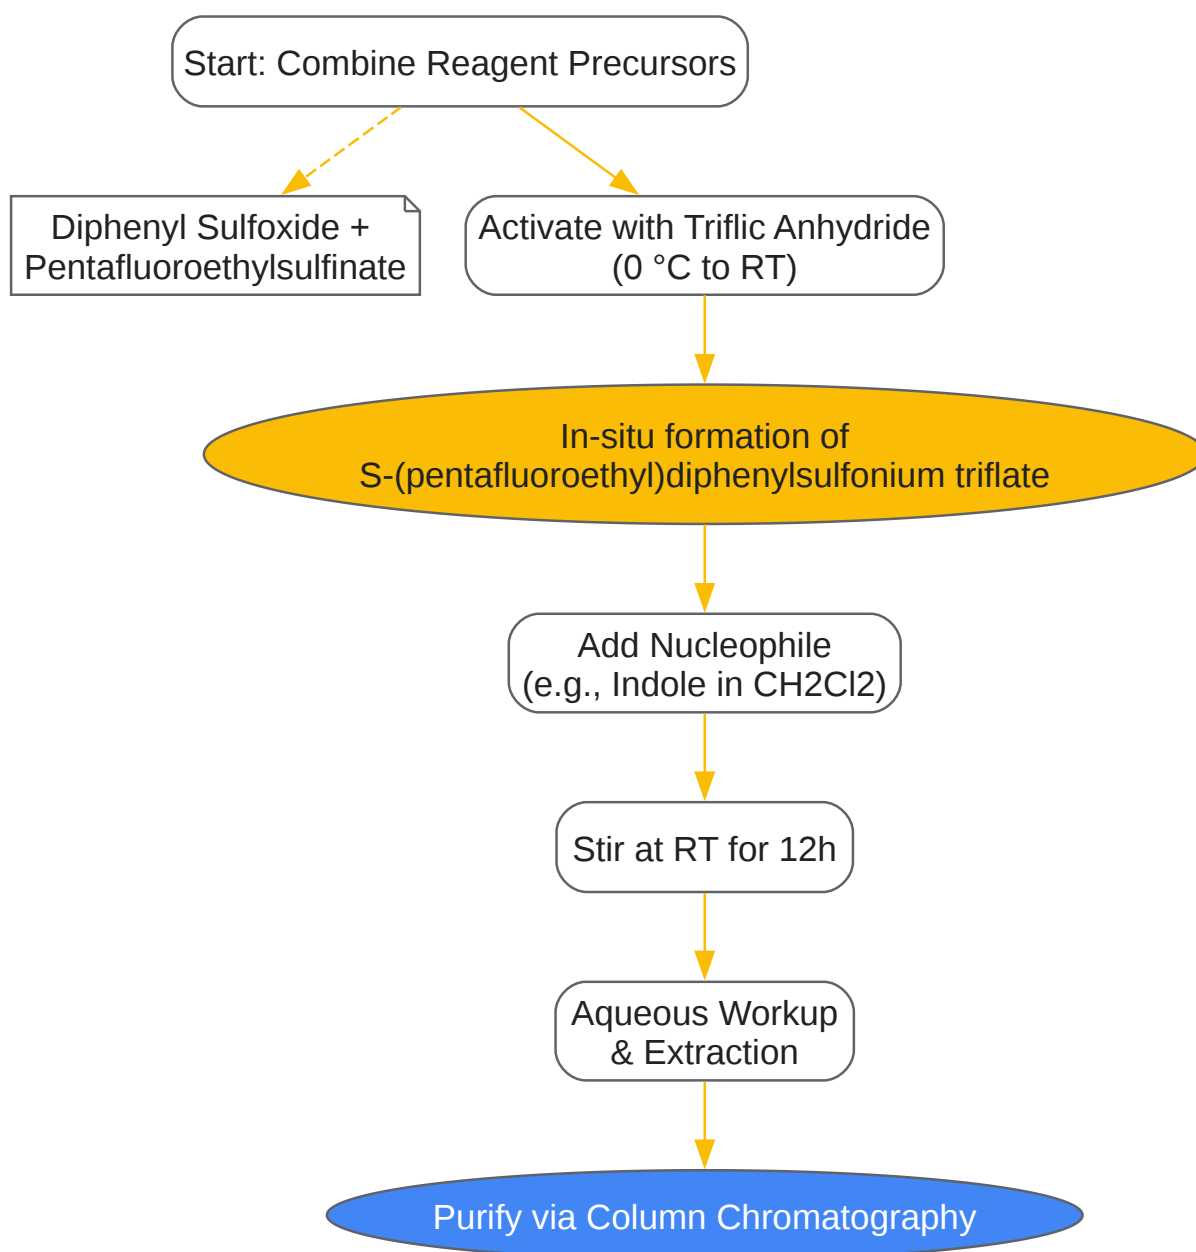 Start: Combine Reagent Precursors
Diphenyl Sulfoxide +
Pentafluoroethylsulfinate
Activate with Triflic Anhydride
(0 °C to RT)
In-situ formation of
S-(pentafluoroethyl)diphenylsulfonium triflate
Add Nucleophile
(e.g., Indole in CH2Cl2)
Stir at RT for 12h
Aqueous Workup
& Extraction
Purify via Column Chromatography